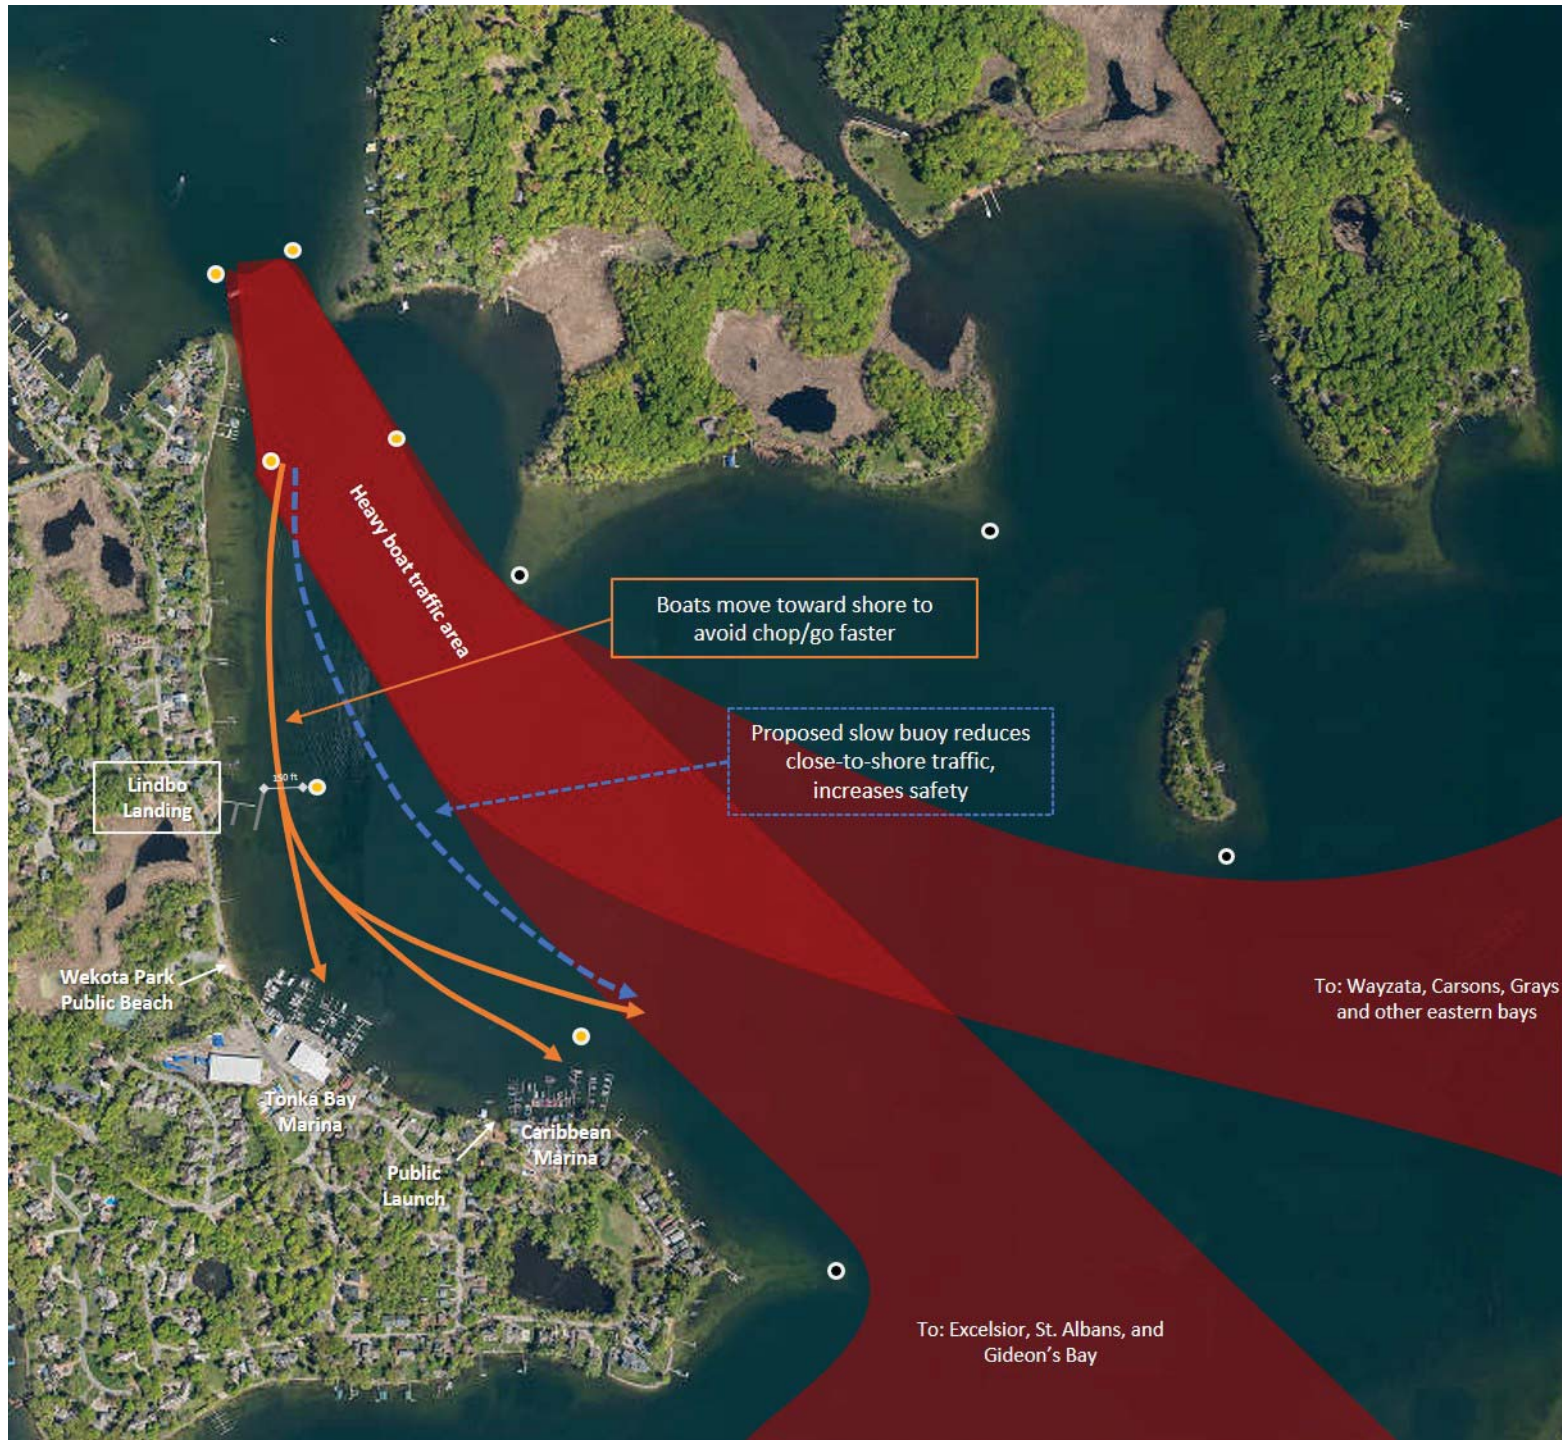 Heavy boat traffic area
Boats move toward shore to
avoid chop/go faster
Proposed slow buoy reduces
close-to-shore traffic,
increases safety
150 ft
Lindbo
Landing
Wekota Park
Public Beach
To: Wayzata, Carsons, Grays
and other eastern bays
Tonka Bay
Marina
Caribbean
Marina
Public
Launch
To: Excelsior, St. Albans, and
Gideon's Bay